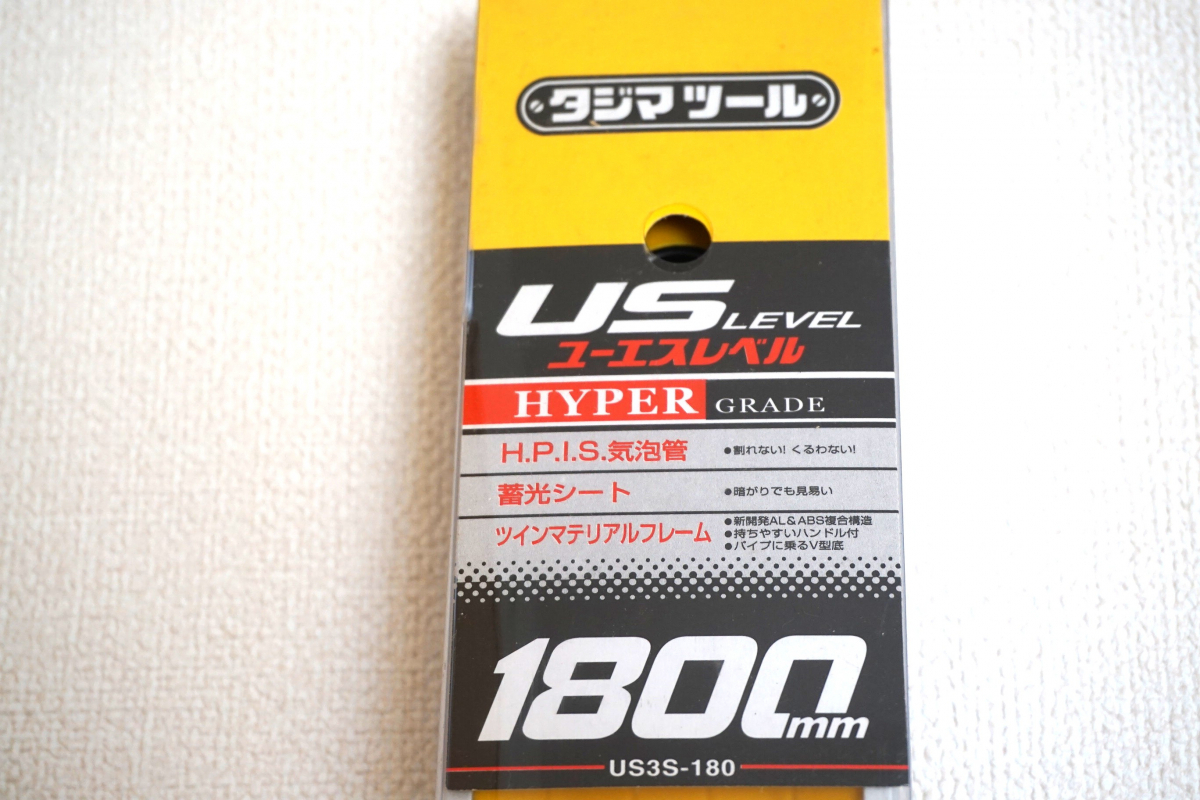 タジマツール
US LEVEL
ユーエスレベル
HYPER GRADE
H.P.I.S.気泡管 ●割れない! くるわない!
蓄光シート ●暗がりでも見易い
ツインマテリアルフレーム ●新開発AL&ABS複合構造
●持ちやすいハンドル付
●パイプに乗るV型底
1800mm
US3S-180